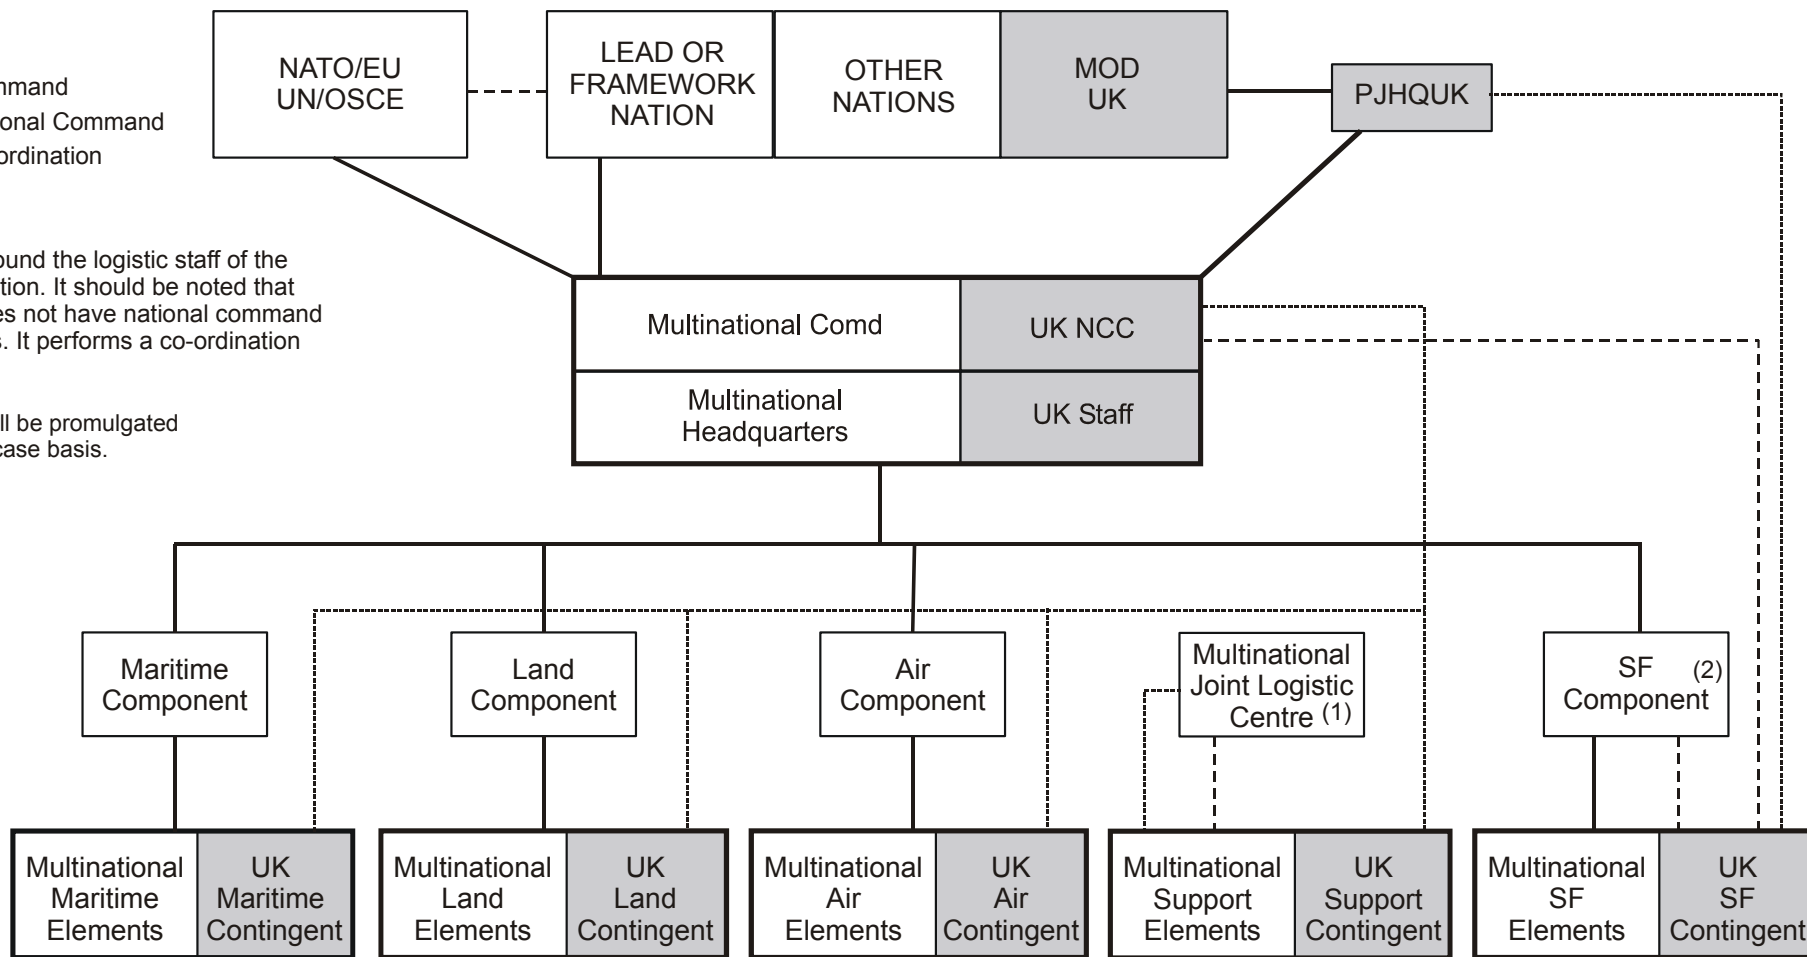 mmand
onal Command
ordination
ound the logistic staff of the
tion. It should be noted that
es not have national command
s. It performs a co-ordination
ll be promulgated
case basis.
NATO/EU
UN/OSCE
LEAD OR
FRAMEWORK
NATION
OTHER
NATIONS
MOD
UK
PJHQUK
Multinational Comd
UK NCC
Multinational
Headquarters
UK Staff
Maritime
Component
Land
Component
Air
Component
Multinational
Joint Logistic
Centre (1)
SF (2)
Component
Multinational
Maritime
Elements
UK
Maritime
Contingent
Multinational
Land
Elements
UK
Land
Contingent
Multinational
Air
Elements
UK
Air
Contingent
Multinational
Support
Elements
UK
Support
Contingent
Multinational
SF
Elements
UK
SF
Contingent